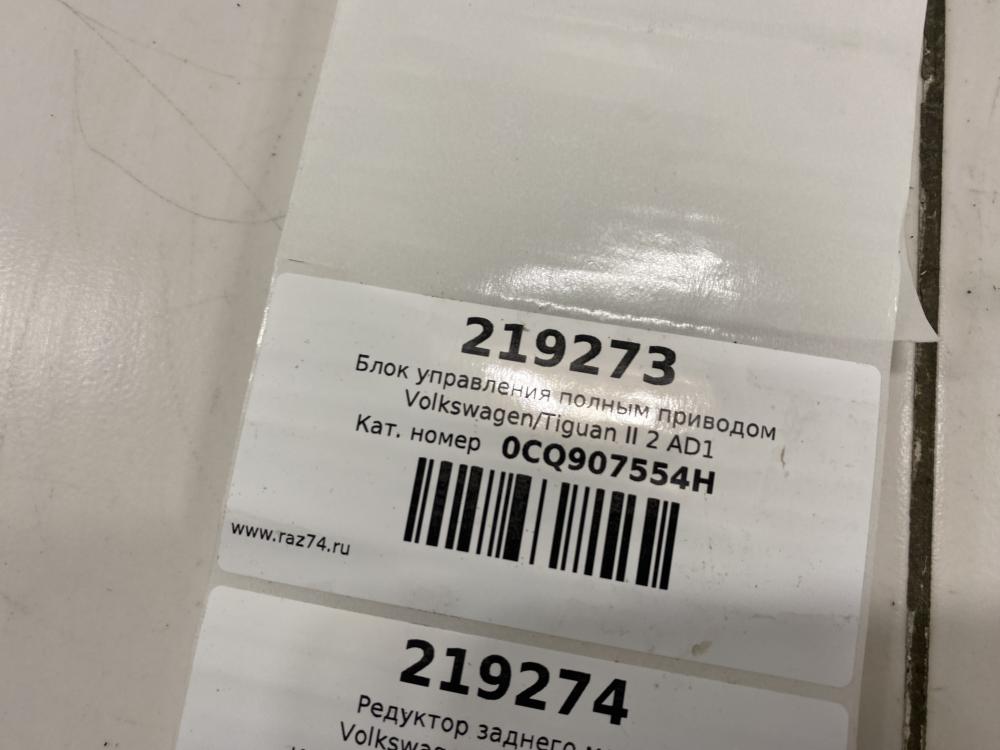 219273
Блок управления полным приводом
Volkswagen/Tiguan II 2 AD1
Кат. номер 0CQ907554H
www.raz74.ru
219274
Редуктор заднего